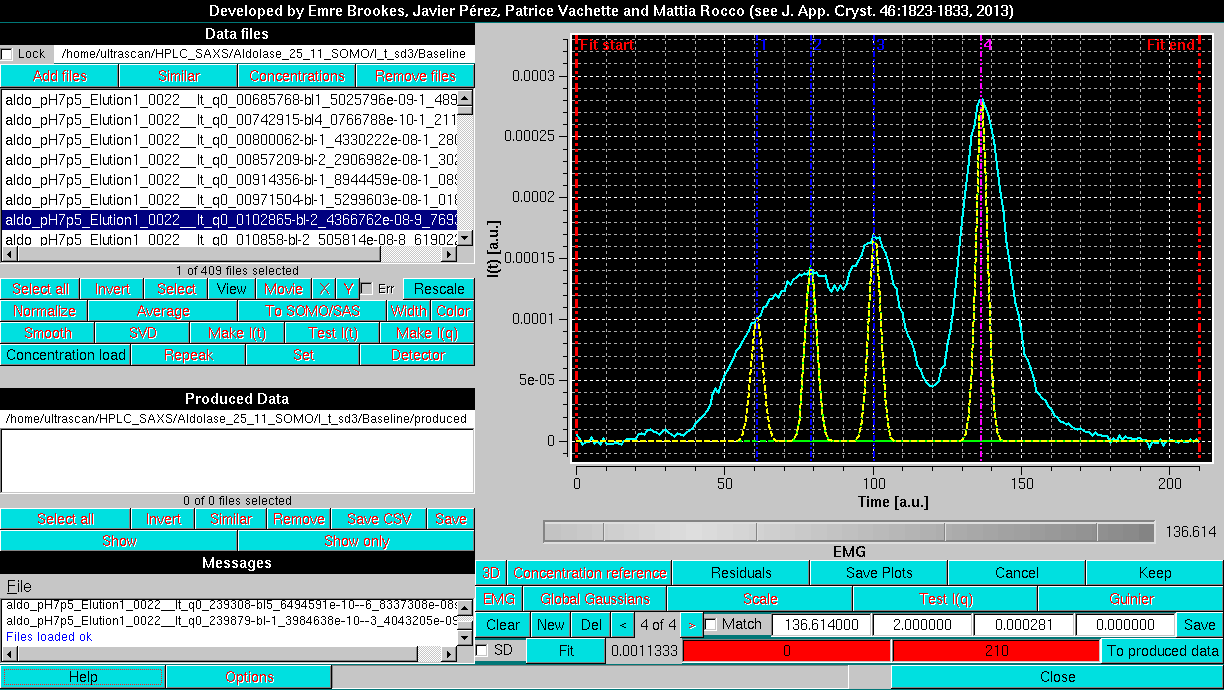 Developed by Emre Brookes, Javier Pérez, Patrice Vachette and Mattia Rocco (see J. App. Cryst. 46:1823-1833, 2013)
Data files
Lock /home/ultrascan/HPLC_SAXS/Aldolase_25_11_SOMO/I_t_sd3/Baseline
Add files Similar Concentrations Remove files
aldo_pH7p5_Elution1_0022__It_q0_00685768-bl1_5025796e-09-1_489
aldo_pH7p5_Elution1_0022__It_q0_00742915-bl4_0766788e-10-1_211
aldo_pH7p5_Elution1_0022__It_q0_00800062-bl-1_4330222e-08-1_280
aldo_pH7p5_Elution1_0022__It_q0_00857209-bl-2_2906982e-08-1_302
aldo_pH7p5_Elution1_0022__It_q0_00914356-bl-1_8944459e-08-1_089
aldo_pH7p5_Elution1_0022__It_q0_00971504-bl-1_5299603e-08-1_018
aldo_pH7p5_Elution1_0022__It_q0_0102865-bl-2_4366762e-08-9_7693
aldo_pH7p5_Elution1_0022__It_q0_010858-bl-2_505814e-08-8_619022
1 of 409 files selected
Select all Invert Select View Movie X Y Err Rescale
Normalize Average To SOMO/SAS Width Color
Smooth SVD Make I(t) Test I(t) Make I(q)
Concentration load Repeak Set Detector
Produced Data
/home/ultrascan/HPLC_SAXS/Aldolase_25_11_SOMO/I_t_sd3/Baseline/produced
0 of 0 files selected
Select all Invert Similar Remove Save CSV Save
Show Show only
Messages
File
aldo_pH7p5_Elution1_0022__It_q0_239308-bl5_6494591e-10--6_8337308e-08s
aldo_pH7p5_Elution1_0022__It_q0_239879-bl-1_3984638e-10--3_4043205e-09
Files loaded ok
Help Options
Fit start 1 2 3 4 Fit end
0.0003
0.00025
0.0002
0.00015
0.0001
5e-05
0
I(t) [a.u.]
0 50 100 150 200
Time [a.u.]
136.614
EMG
3D Concentration reference Residuals Save Plots Cancel Keep
EMG Global Gaussians Scale Test I(q) Guinier
Clear New Del < 4 of 4 > Match 136.614000 2.000000 0.000281 0.000000 Save
SD Fit 0.0011333 0 210 To produced data
Close